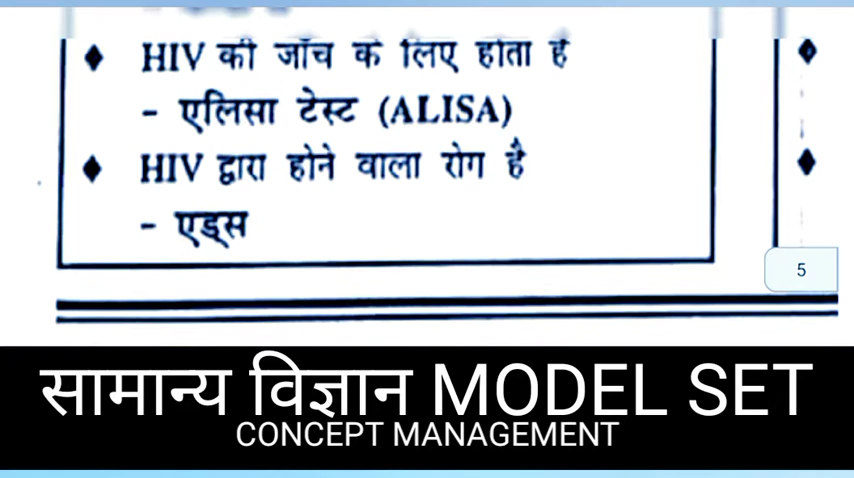 ◆ HIV की जाँच के लिए होता है
- एलिसा टेस्ट (ALISA)
◆ HIV द्वारा होने वाला रोग है
- एड्स
5
सामान्य विज्ञान MODEL SET
CONCEPT MANAGEMENT